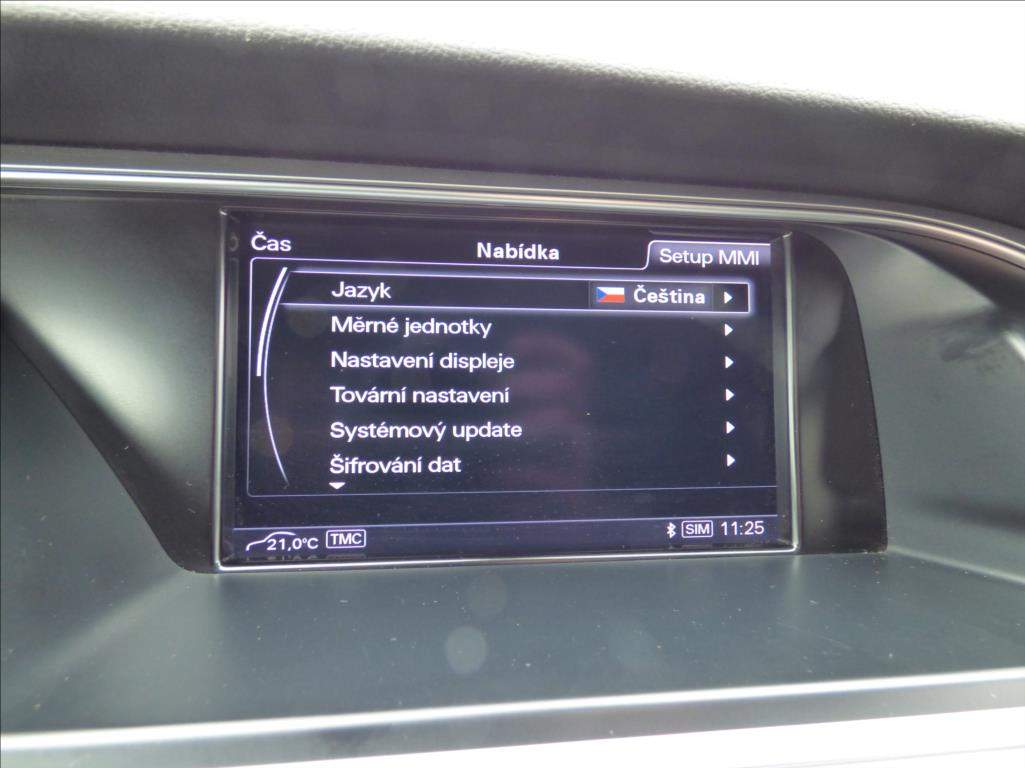 Čas Nabídka Setup MMI
Jazyk Čeština
Měrné jednotky
Nastavení displeje
Tovární nastavení
Systémový update
Šifrování dat
21,0°C TMC SIM 11:25